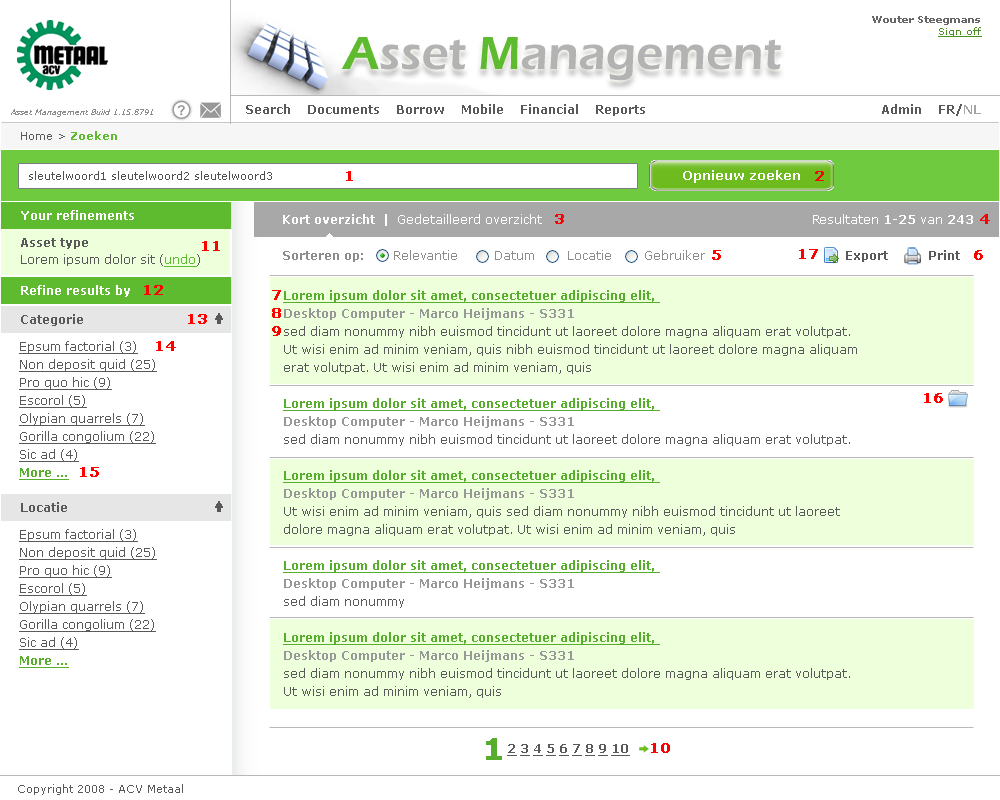 METAAL
acv
Asset Management
Wouter Steegmans
Sign off
Asset Management Build 1.15.8791
?
Search Documents Borrow Mobile Financial Reports Admin FR/NL
Home > Zoeken
sleutelwoord1 sleutelwoord2 sleutelwoord3 1
Opnieuw zoeken 2
Your refinements
Asset type 11
Lorem ipsum dolor sit (undo)
Refine results by 12
Categorie 13
Epsum factorial (3) 14
Non deposit quid (25)
Pro quo hic (9)
Escorol (5)
Olypian quarrels (7)
Gorilla congolium (22)
Sic ad (4)
More ... 15
Locatie
Epsum factorial (3)
Non deposit quid (25)
Pro quo hic (9)
Escorol (5)
Olypian quarrels (7)
Gorilla congolium (22)
Sic ad (4)
More ...
Kort overzicht | Gedetailleerd overzicht 3 Resultaten 1-25 van 243 4
Sorteren op: Relevantie Datum Locatie Gebruiker 5 17 Export Print 6
7 Lorem ipsum dolor sit amet, consectetuer adipiscing elit,
8 Desktop Computer - Marco Heijmans - S331
9 sed diam nonummy nibh euismod tincidunt ut laoreet dolore magna aliquam erat volutpat.
Ut wisi enim ad minim veniam, quis nibh euismod tincidunt ut laoreet dolore magna aliquam
erat volutpat. Ut wisi enim ad minim veniam, quis
Lorem ipsum dolor sit amet, consectetuer adipiscing elit, 16
Desktop Computer - Marco Heijmans - S331
sed diam nonummy nibh euismod tincidunt ut laoreet dolore magna aliquam erat volutpat.
Lorem ipsum dolor sit amet, consectetuer adipiscing elit,
Desktop Computer - Marco Heijmans - S331
Ut wisi enim ad minim veniam, quis sed diam nonummy nibh euismod tincidunt ut laoreet
dolore magna aliquam erat volutpat. Ut wisi enim ad minim veniam, quis
Lorem ipsum dolor sit amet, consectetuer adipiscing elit,
Desktop Computer - Marco Heijmans - S331
sed diam nonummy
Lorem ipsum dolor sit amet, consectetuer adipiscing elit,
Desktop Computer - Marco Heijmans - S331
sed diam nonummy nibh euismod tincidunt ut laoreet dolore magna aliquam erat volutpat.
Ut wisi enim ad minim veniam, quis
1 2 3 4 5 6 7 8 9 10 10
Copyright 2008 - ACV Metaal